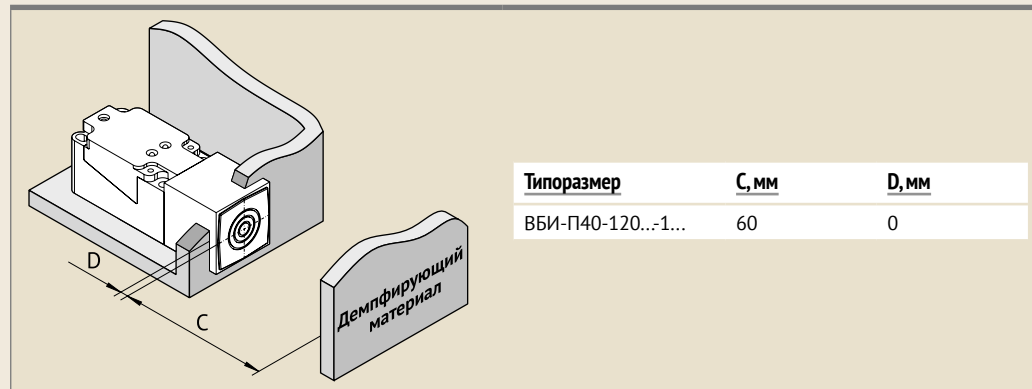 Типоразмер C, мм D, мм
ВБИ-П40-120...-1... 60 0
D
C
Демпфирующий
материал